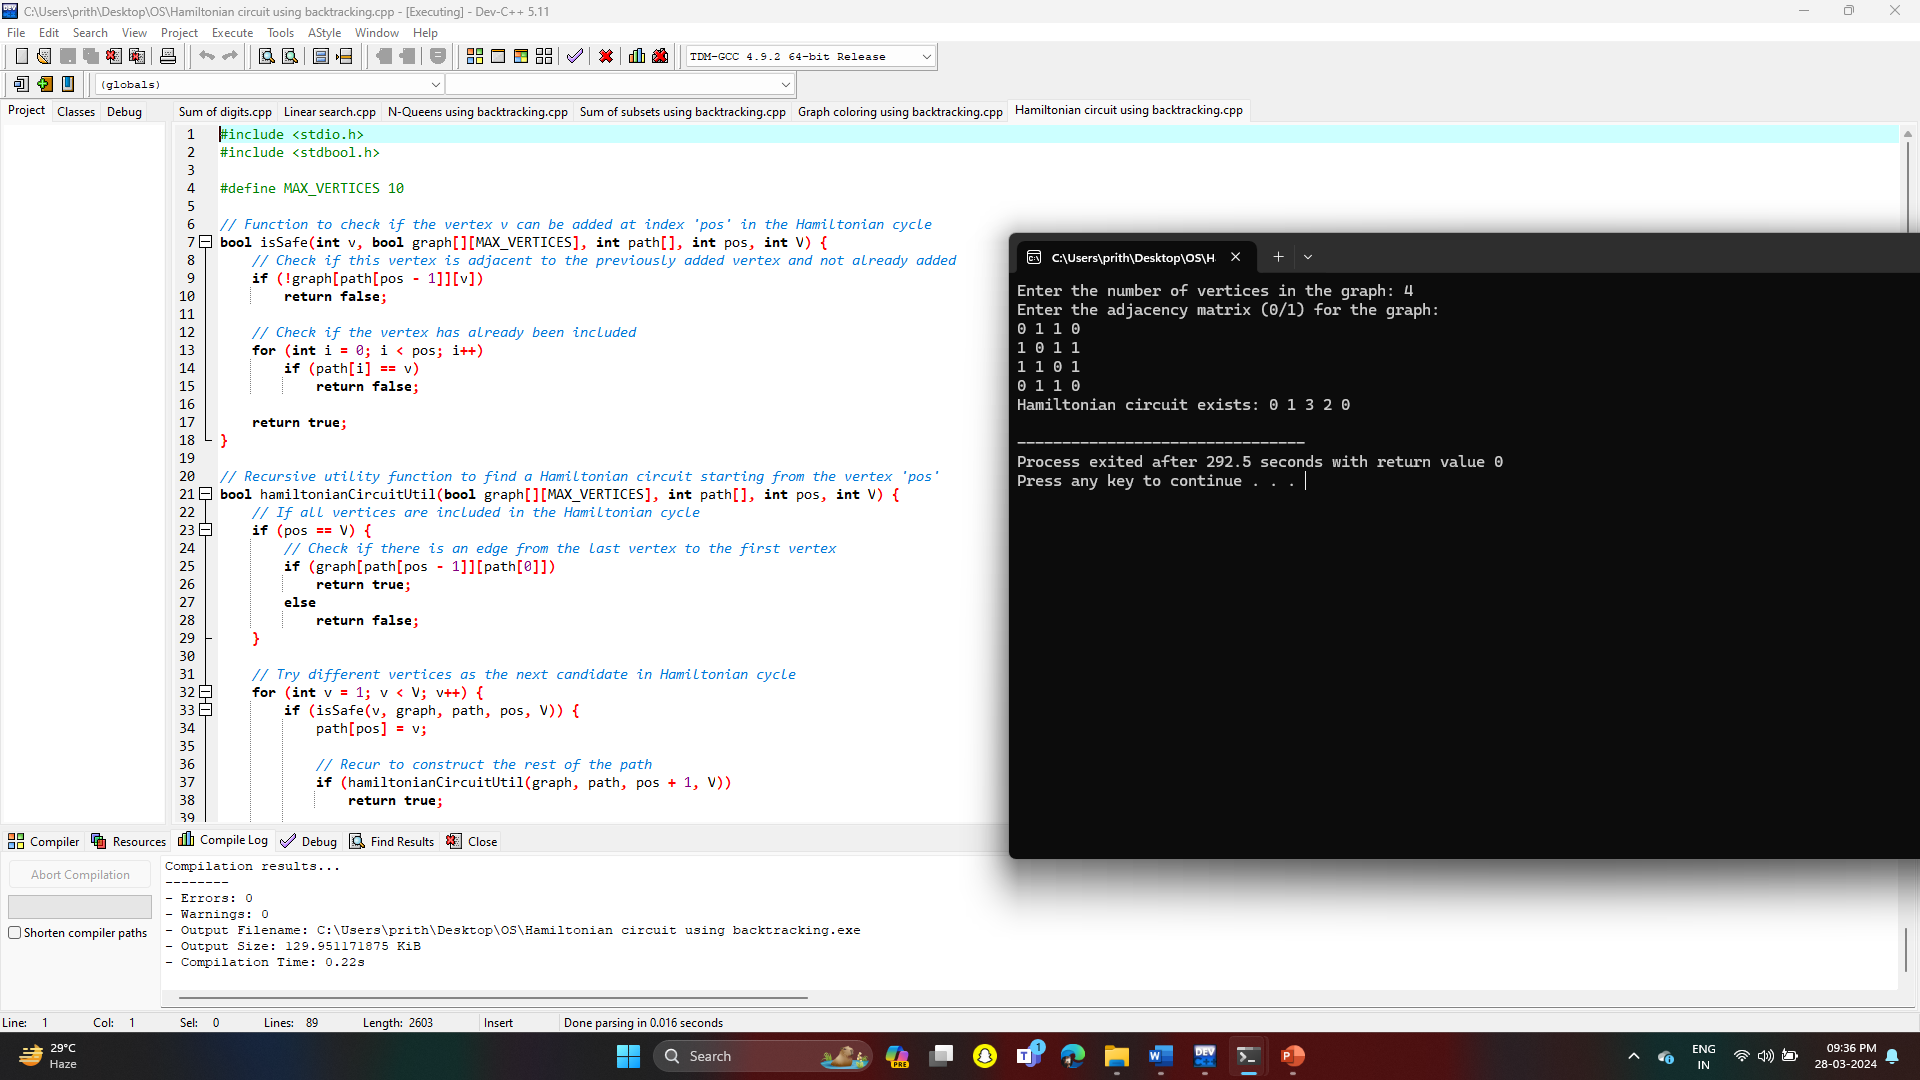 C:\Users\prith\Desktop\OS\Hamiltonian circuit using backtracking.cpp - [Executing] - Dev-C++ 5.11
File Edit Search View Project Execute Tools AStyle Window Help
TDM-GCC 4.9.2 64-bit Release
(globals)
Project Classes Debug
Sum of digits.cpp Linear search.cpp N-Queens using backtracking.cpp Sum of subsets using backtracking.cpp Graph coloring using backtracking.cpp Hamiltonian circuit using backtracking.cpp
1 #include <stdio.h>
2 #include <stdbool.h>
3
4 #define MAX_VERTICES 10
5
6 // Function to check if the vertex v can be added at index 'pos' in the Hamiltonian cycle
7 bool isSafe(int v, bool graph[][MAX_VERTICES], int path[], int pos, int V) {
8 // Check if this vertex is adjacent to the previously added vertex and not already added
9 if (!graph[path[pos - 1]][v])
10 return false;
11
12 // Check if the vertex has already been included
13 for (int i = 0; i < pos; i++)
14 if (path[i] == v)
15 return false;
16
17 return true;
18 }
19
20 // Recursive utility function to find a Hamiltonian circuit starting from the vertex 'pos'
21 bool hamiltonianCircuitUtil(bool graph[][MAX_VERTICES], int path[], int pos, int V) {
22 // If all vertices are included in the Hamiltonian cycle
23 if (pos == V) {
24 // Check if there is an edge from the last vertex to the first vertex
25 if (graph[path[pos - 1]][path[0]])
26 return true;
27 else
28 return false;
29 }
30
31 // Try different vertices as the next candidate in Hamiltonian cycle
32 for (int v = 1; v < V; v++) {
33 if (isSafe(v, graph, path, pos, V)) {
34 path[pos] = v;
35
36 // Recur to construct the rest of the path
37 if (hamiltonianCircuitUtil(graph, path, pos + 1, V))
38 return true;
39
C:\Users\prith\Desktop\OS\H
Enter the number of vertices in the graph: 4
Enter the adjacency matrix (0/1) for the graph:
0 1 1 0
1 0 1 1
1 1 0 1
0 1 1 0
Hamiltonian circuit exists: 0 1 3 2 0
--------------------------------
Process exited after 292.5 seconds with return value 0
Press any key to continue . . .
Compiler Resources Compile Log Debug Find Results Close
Abort Compilation
Shorten compiler paths
Compilation results...
--------
- Errors: 0
- Warnings: 0
- Output Filename: C:\Users\prith\Desktop\OS\Hamiltonian circuit using backtracking.exe
- Output Size: 129.951171875 KiB
- Compilation Time: 0.22s
Line: 1 Col: 1 Sel: 0 Lines: 89 Length: 2603 Insert Done parsing in 0.016 seconds
29°C
Haze
Search
PRE
1
DEV
ENG
IN
09:36 PM
28-03-2024